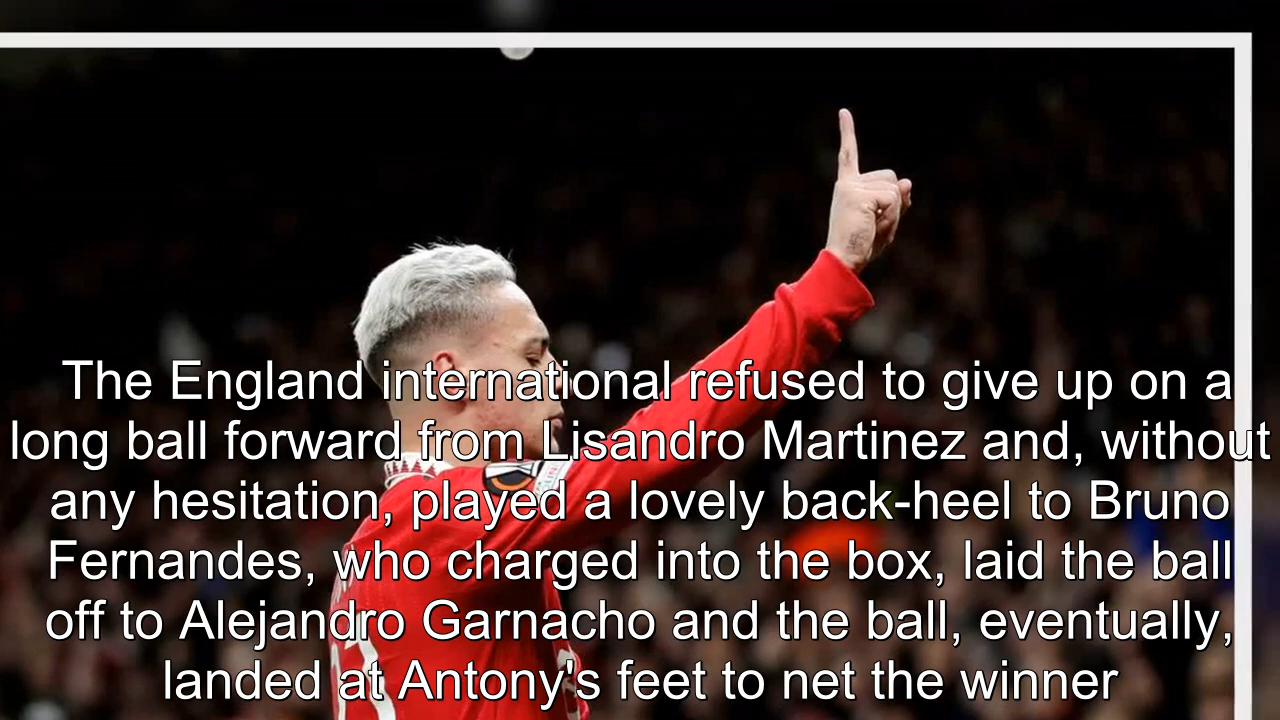 The England international refused to give up on a
long ball forward from Lisandro Martinez and, without
any hesitation, played a lovely back-heel to Bruno
Fernandes, who charged into the box, laid the ball
off to Alejandro Garnacho and the ball, eventually,
landed at Antony's feet to net the winner